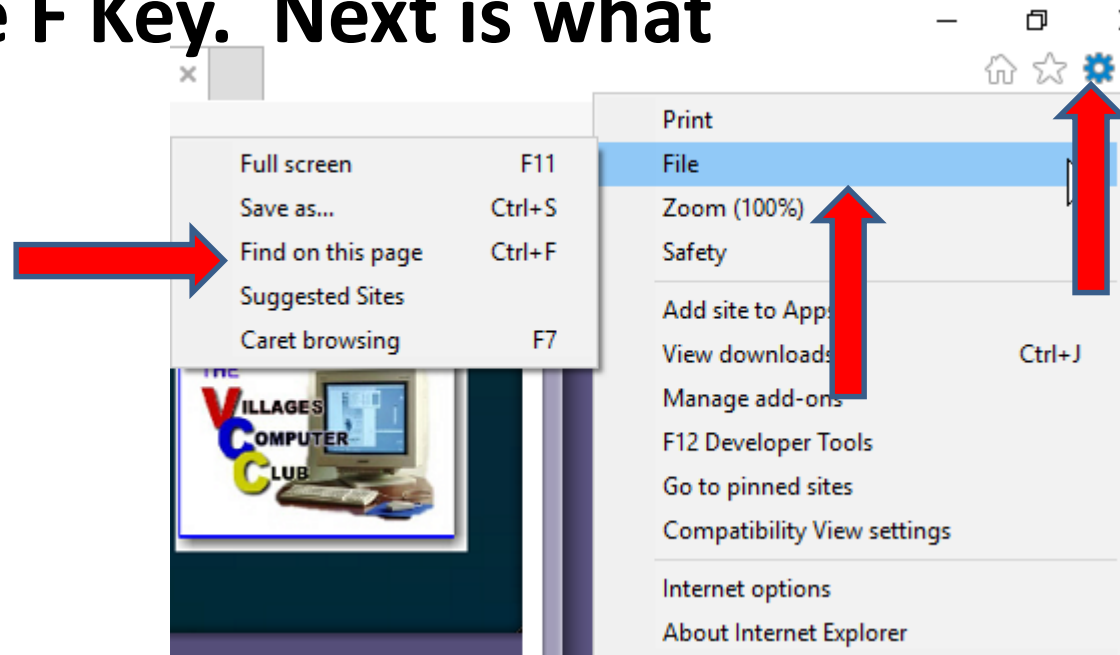 F Key.  Next is what
Print
File
Zoom (100%)
Safety
Add site to Apps
View downloads Ctrl+J
Manage add-ons
F12 Developer Tools
Go to pinned sites
Compatibility View settings
Internet options
About Internet Explorer
Full screen F11
Save as... Ctrl+S
Find on this page Ctrl+F
Suggested Sites
Caret browsing F7
THE
VILLAGES
COMPUTER
CLUB